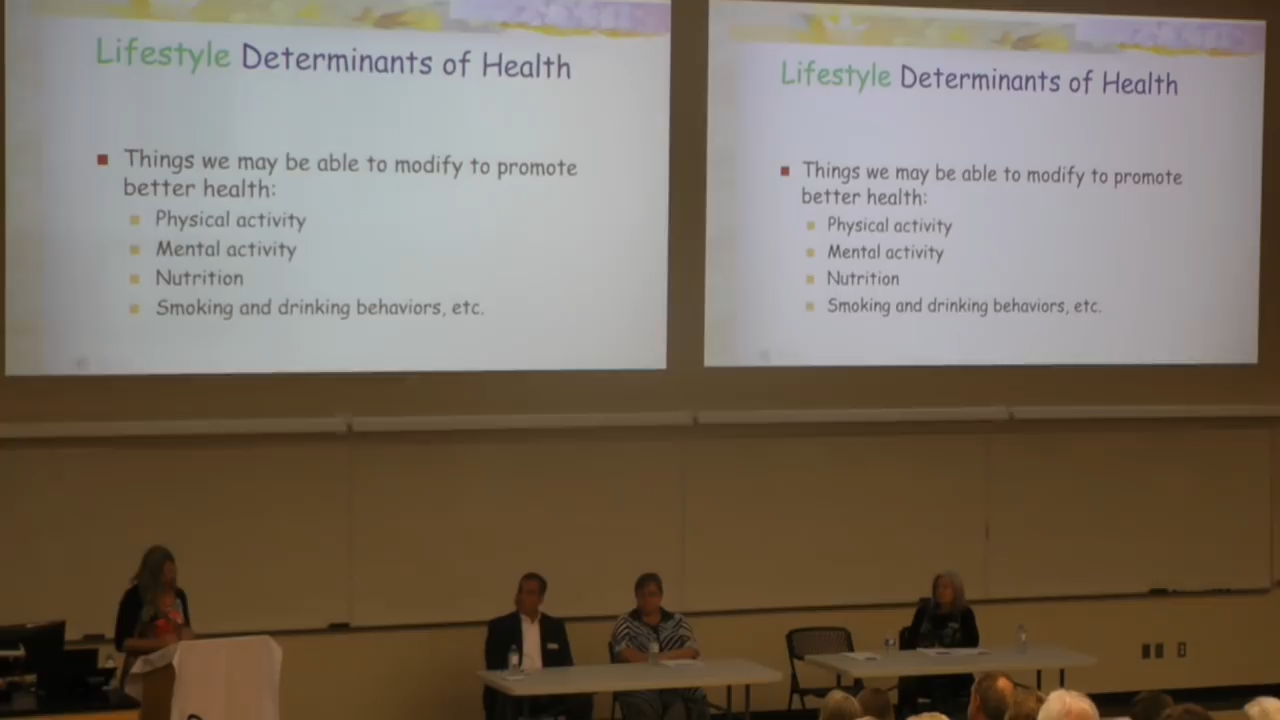 Lifestyle Determinants of Health
Things we may be able to modify to promote
better health:
Physical activity
Mental activity
Nutrition
Smoking and drinking behaviors, etc.
Lifestyle Determinants of Health
Things we may be able to modify to promote
better health:
Physical activity
Mental activity
Nutrition
Smoking and drinking behaviors, etc.